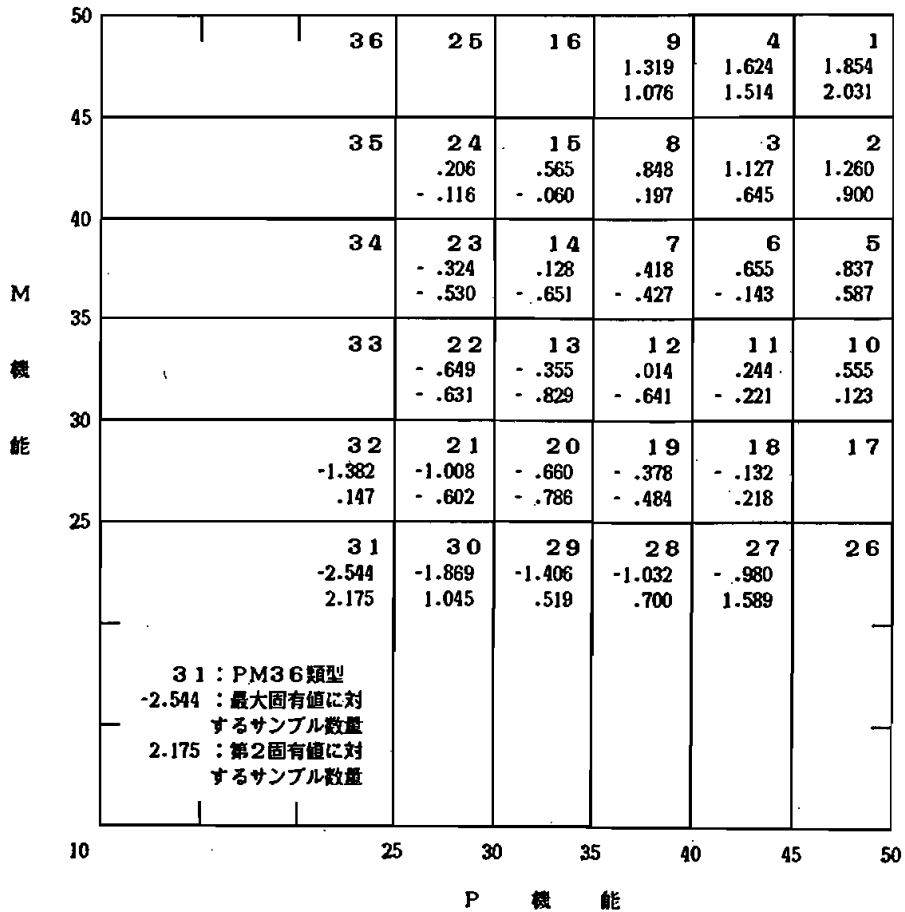 50
36 25 16 9 4 1
1.319 1.624 1.854
1.076 1.514 2.031
45
35 24 15 8 3 2
.206 .565 .848 1.127 1.260
- .116 - .060 .197 .645 .900
40
34 23 14 7 6 5
- .324 .128 .418 .655 .837
- .530 - .651 - .427 - .143 .587
35
33 22 13 12 11 10
- .649 - .355 .014 .244 .555
- .631 - .829 - .641 - .221 .123
30
32 21 20 19 18 17
-1.382 -1.008 - .660 - .378 - .132
.147 - .602 - .786 - .484 .218
25
31 30 29 28 27 26
-2.544 -1.869 -1.406 -1.032 - .980
2.175 1.045 .519 .700 1.589
M機能
31：PM36類型
-2.544：最大固有値に対
するサンプル数量
2.175：第2固有値に対
するサンプル数量
10 25 30 35 40 45 50
P 機 能